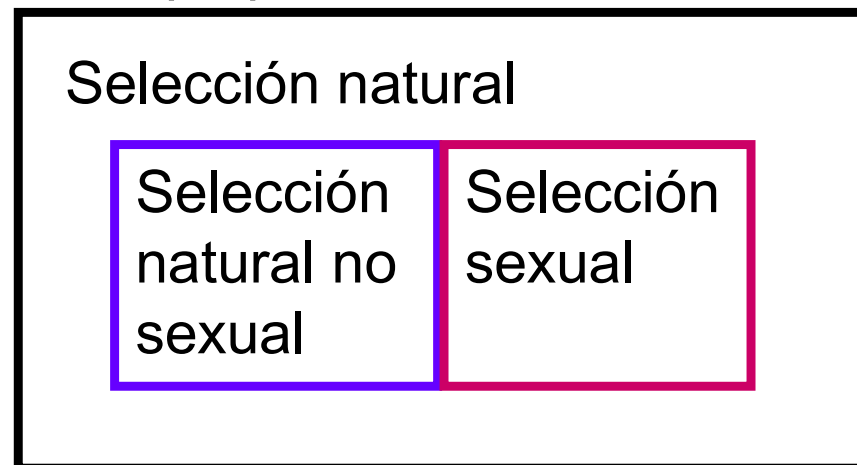 Selección natural
Selección
natural no
sexual
Selección
sexual